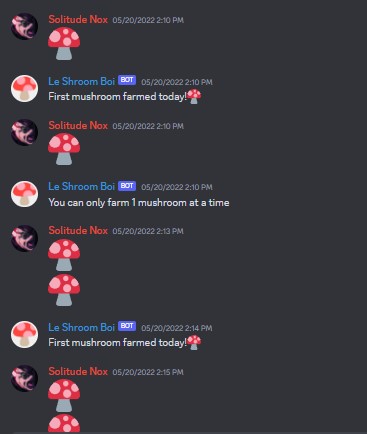 Solitude Nox 05/20/2022 2:10 PM
Le Shroom Boi BOT 05/20/2022 2:10 PM
First mushroom farmed today!🍄
Solitude Nox 05/20/2022 2:10 PM
Le Shroom Boi BOT 05/20/2022 2:10 PM
You can only farm 1 mushroom at a time
Solitude Nox 05/20/2022 2:13 PM
Le Shroom Boi BOT 05/20/2022 2:14 PM
First mushroom farmed today!🍄
Solitude Nox 05/20/2022 2:15 PM